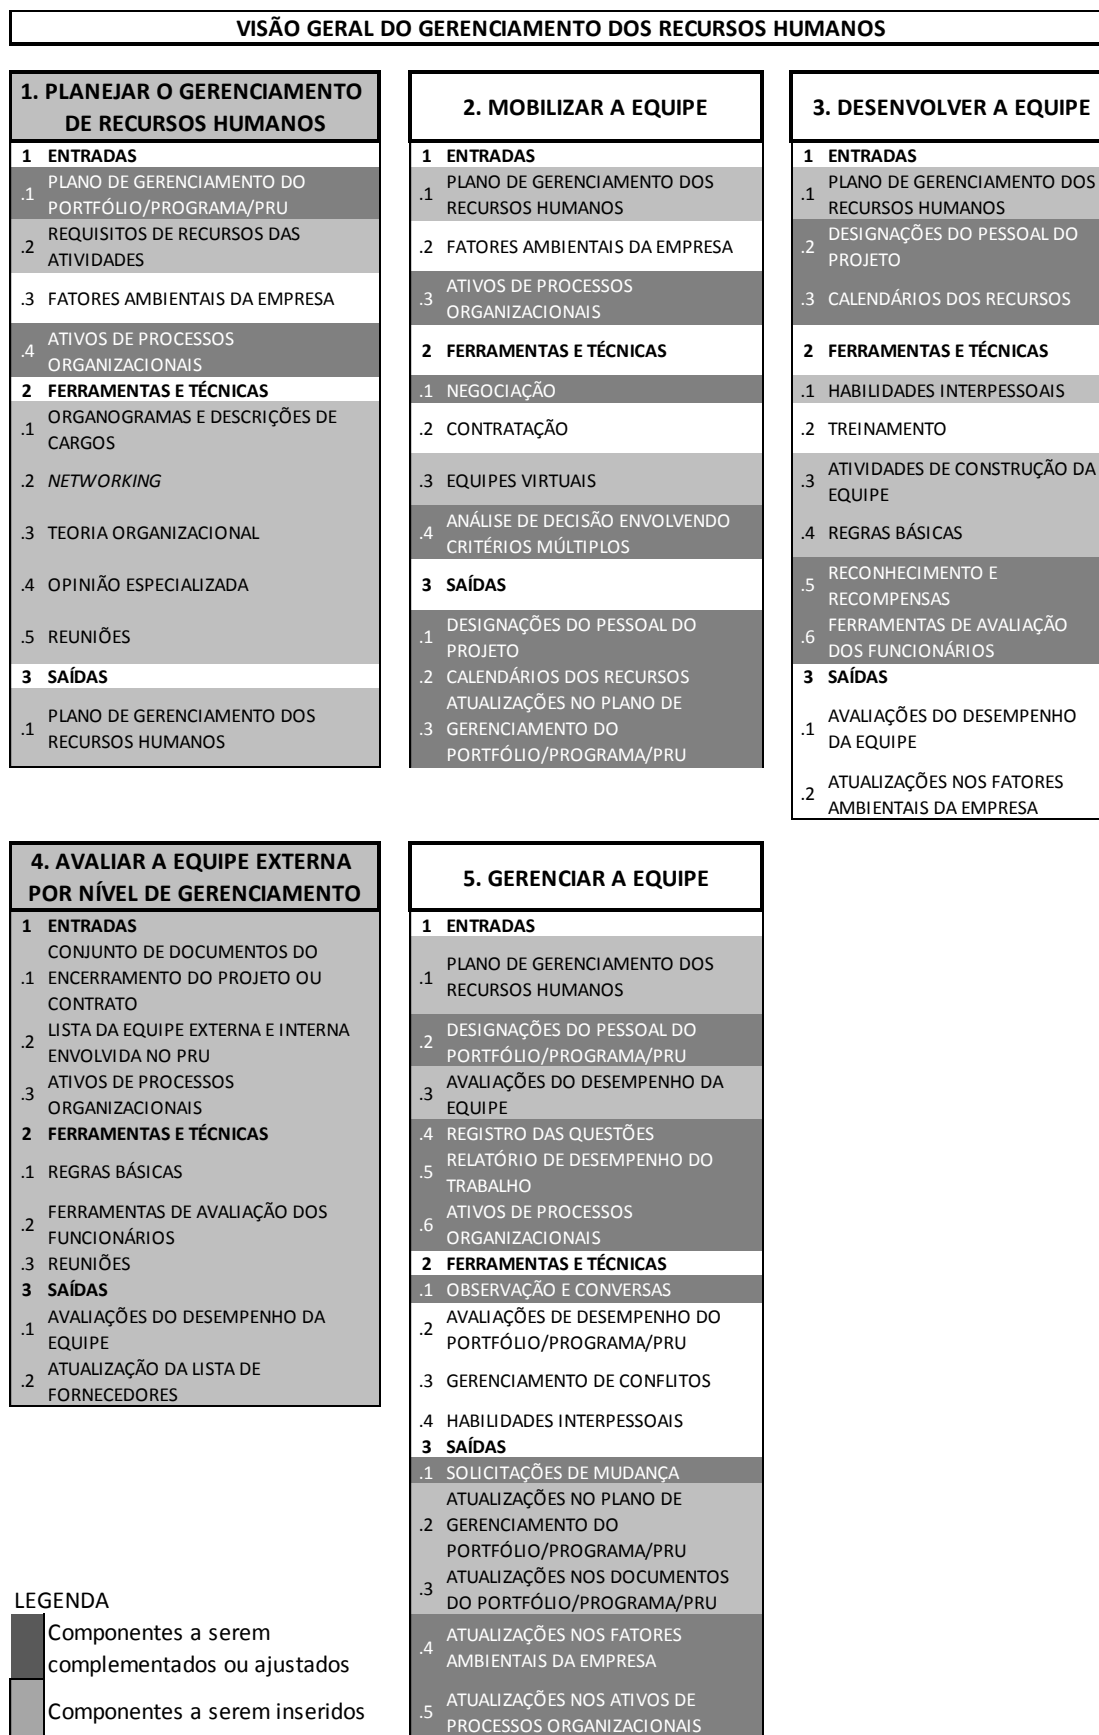 VISÃO GERAL DO GERENCIAMENTO DOS RECURSOS HUMANOS
1. PLANEJAR O GERENCIAMENTO
DE RECURSOS HUMANOS
1 ENTRADAS
.1 PLANO DE GERENCIAMENTO DO
PORTFÓLIO/PROGRAMA/PRU
.2 REQUISITOS DE RECURSOS DAS
ATIVIDADES
.3 FATORES AMBIENTAIS DA EMPRESA
.4 ATIVOS DE PROCESSOS
ORGANIZACIONAIS
2 FERRAMENTAS E TÉCNICAS
.1 ORGANOGRAMAS E DESCRIÇÕES DE
CARGOS
.2 NETWORKING
.3 TEORIA ORGANIZACIONAL
.4 OPINIÃO ESPECIALIZADA
.5 REUNIÕES
3 SAÍDAS
.1 PLANO DE GERENCIAMENTO DOS
RECURSOS HUMANOS
2. MOBILIZAR A EQUIPE
1 ENTRADAS
.1 PLANO DE GERENCIAMENTO DOS
RECURSOS HUMANOS
.2 FATORES AMBIENTAIS DA EMPRESA
.3 ATIVOS DE PROCESSOS
ORGANIZACIONAIS
2 FERRAMENTAS E TÉCNICAS
.1 NEGOCIAÇÃO
.2 CONTRATAÇÃO
.3 EQUIPES VIRTUAIS
.4 ANÁLISE DE DECISÃO ENVOLVENDO
CRITÉRIOS MÚLTIPLOS
3 SAÍDAS
.1 DESIGNAÇÕES DO PESSOAL DO
PROJETO
.2 CALENDÁRIOS DOS RECURSOS
ATUALIZAÇÕES NO PLANO DE
.3 GERENCIAMENTO DO
PORTFÓLIO/PROGRAMA/PRU
3. DESENVOLVER A EQUIPE
1 ENTRADAS
.1 PLANO DE GERENCIAMENTO DOS
RECURSOS HUMANOS
.2 DESIGNAÇÕES DO PESSOAL DO
PROJETO
.3 CALENDÁRIOS DOS RECURSOS
2 FERRAMENTAS E TÉCNICAS
.1 HABILIDADES INTERPESSOAIS
.2 TREINAMENTO
.3 ATIVIDADES DE CONSTRUÇÃO DA
EQUIPE
.4 REGRAS BÁSICAS
.5 RECONHECIMENTO E
RECOMPENSAS
.6 FERRAMENTAS DE AVALIAÇÃO
DOS FUNCIONÁRIOS
3 SAÍDAS
.1 AVALIAÇÕES DO DESEMPENHO
DA EQUIPE
.2 ATUALIZAÇÕES NOS FATORES
AMBIENTAIS DA EMPRESA
4. AVALIAR A EQUIPE EXTERNA
POR NÍVEL DE GERENCIAMENTO
1 ENTRADAS
CONJUNTO DE DOCUMENTOS DO
.1 ENCERRAMENTO DO PROJETO OU
CONTRATO
.2 LISTA DA EQUIPE EXTERNA E INTERNA
ENVOLVIDA NO PRU
.3 ATIVOS DE PROCESSOS
ORGANIZACIONAIS
2 FERRAMENTAS E TÉCNICAS
.1 REGRAS BÁSICAS
.2 FERRAMENTAS DE AVALIAÇÃO DOS
FUNCIONÁRIOS
.3 REUNIÕES
3 SAÍDAS
.1 AVALIAÇÕES DO DESEMPENHO DA
EQUIPE
.2 ATUALIZAÇÃO DA LISTA DE
FORNECEDORES
5. GERENCIAR A EQUIPE
1 ENTRADAS
.1 PLANO DE GERENCIAMENTO DOS
RECURSOS HUMANOS
.2 DESIGNAÇÕES DO PESSOAL DO
PORTFÓLIO/PROGRAMA/PRU
.3 AVALIAÇÕES DO DESEMPENHO DA
EQUIPE
.4 REGISTRO DAS QUESTÕES
.5 RELATÓRIO DE DESEMPENHO DO
TRABALHO
.6 ATIVOS DE PROCESSOS
ORGANIZACIONAIS
2 FERRAMENTAS E TÉCNICAS
.1 OBSERVAÇÃO E CONVERSAS
.2 AVALIAÇÕES DE DESEMPENHO DO
PORTFÓLIO/PROGRAMA/PRU
.3 GERENCIAMENTO DE CONFLITOS
.4 HABILIDADES INTERPESSOAIS
3 SAÍDAS
.1 SOLICITAÇÕES DE MUDANÇA
ATUALIZAÇÕES NO PLANO DE
.2 GERENCIAMENTO DO
PORTFÓLIO/PROGRAMA/PRU
.3 ATUALIZAÇÕES NOS DOCUMENTOS
DO PORTFÓLIO/PROGRAMA/PRU
.4 ATUALIZAÇÕES NOS FATORES
AMBIENTAIS DA EMPRESA
.5 ATUALIZAÇÕES NOS ATIVOS DE
PROCESSOS ORGANIZACIONAIS
LEGENDA
Componentes a serem
complementados ou ajustados
Componentes a serem inseridos